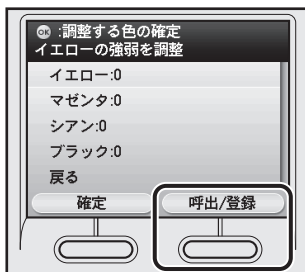 OK :調整する色の確定
イエローの強弱を調整
イエロー:0
マゼンタ:0
シアン:0
ブラック:0
戻る
確定 呼出/登録